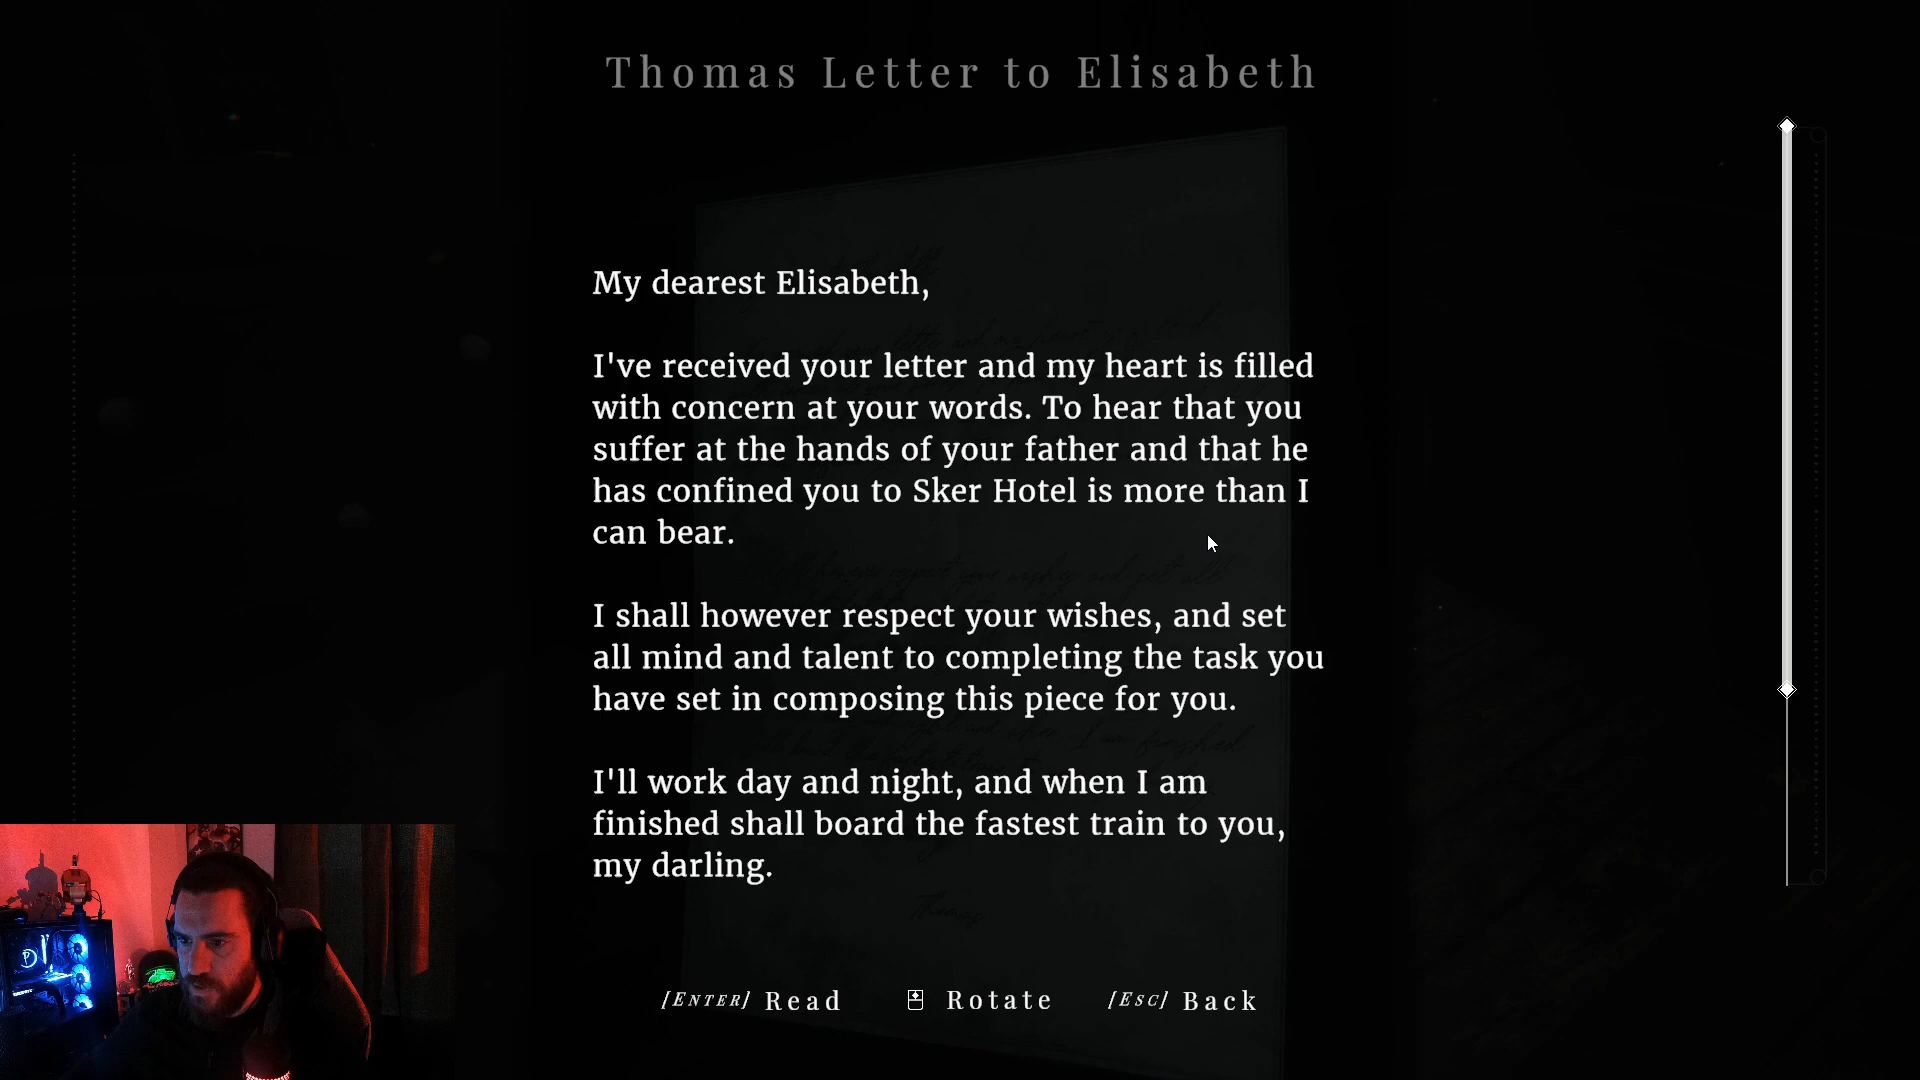 Thomas Letter to Elisabeth
My dearest Elisabeth,
I've received your letter and my heart is filled
with concern at your words. To hear that you
suffer at the hands of your father and that he
has confined you to Sker Hotel is more than I
can bear.
I shall however respect your wishes, and set
all mind and talent to completing the task you
have set in composing this piece for you.
I'll work day and night, and when I am
finished shall board the fastest train to you,
my darling.
Thomas
[ENTER] Read Rotate [ESC] Back